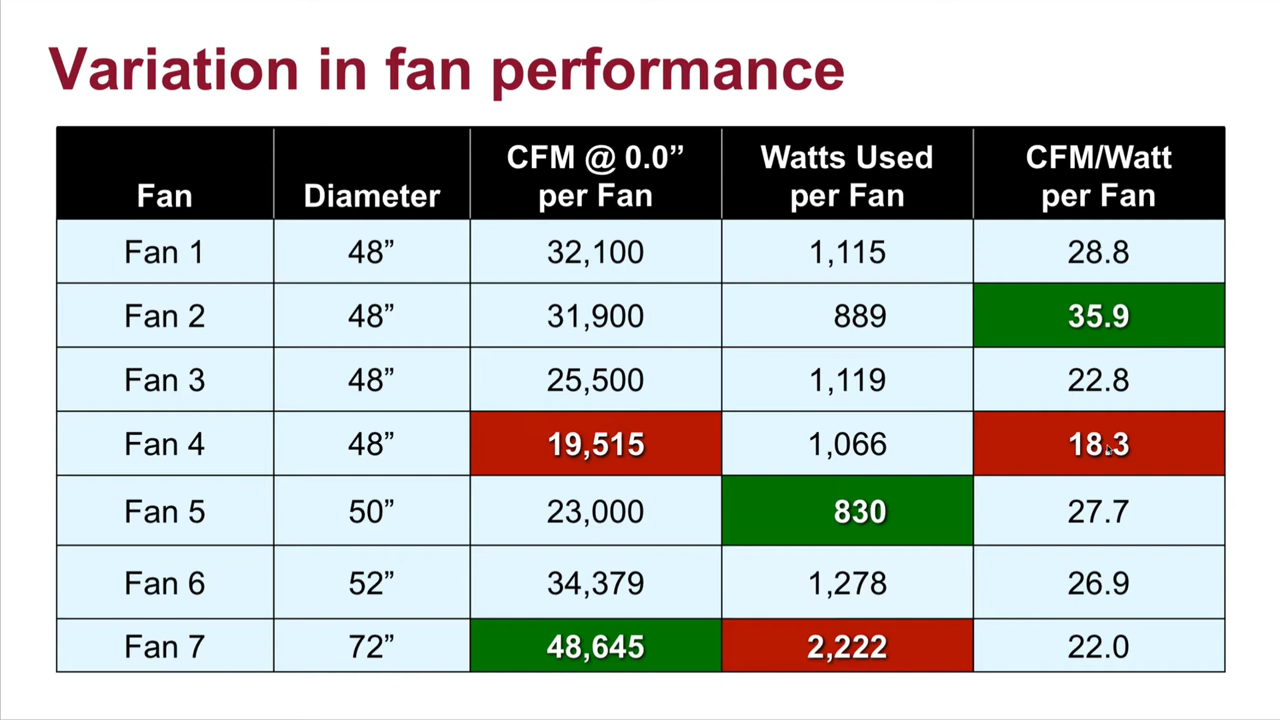 Variation in fan performance
Fan Diameter CFM @ 0.0” per Fan Watts Used per Fan CFM/Watt per Fan
Fan 1 48” 32,100 1,115 28.8
Fan 2 48” 31,900 889 35.9
Fan 3 48” 25,500 1,119 22.8
Fan 4 48” 19,515 1,066 18.3
Fan 5 50” 23,000 830 27.7
Fan 6 52” 34,379 1,278 26.9
Fan 7 72” 48,645 2,222 22.0